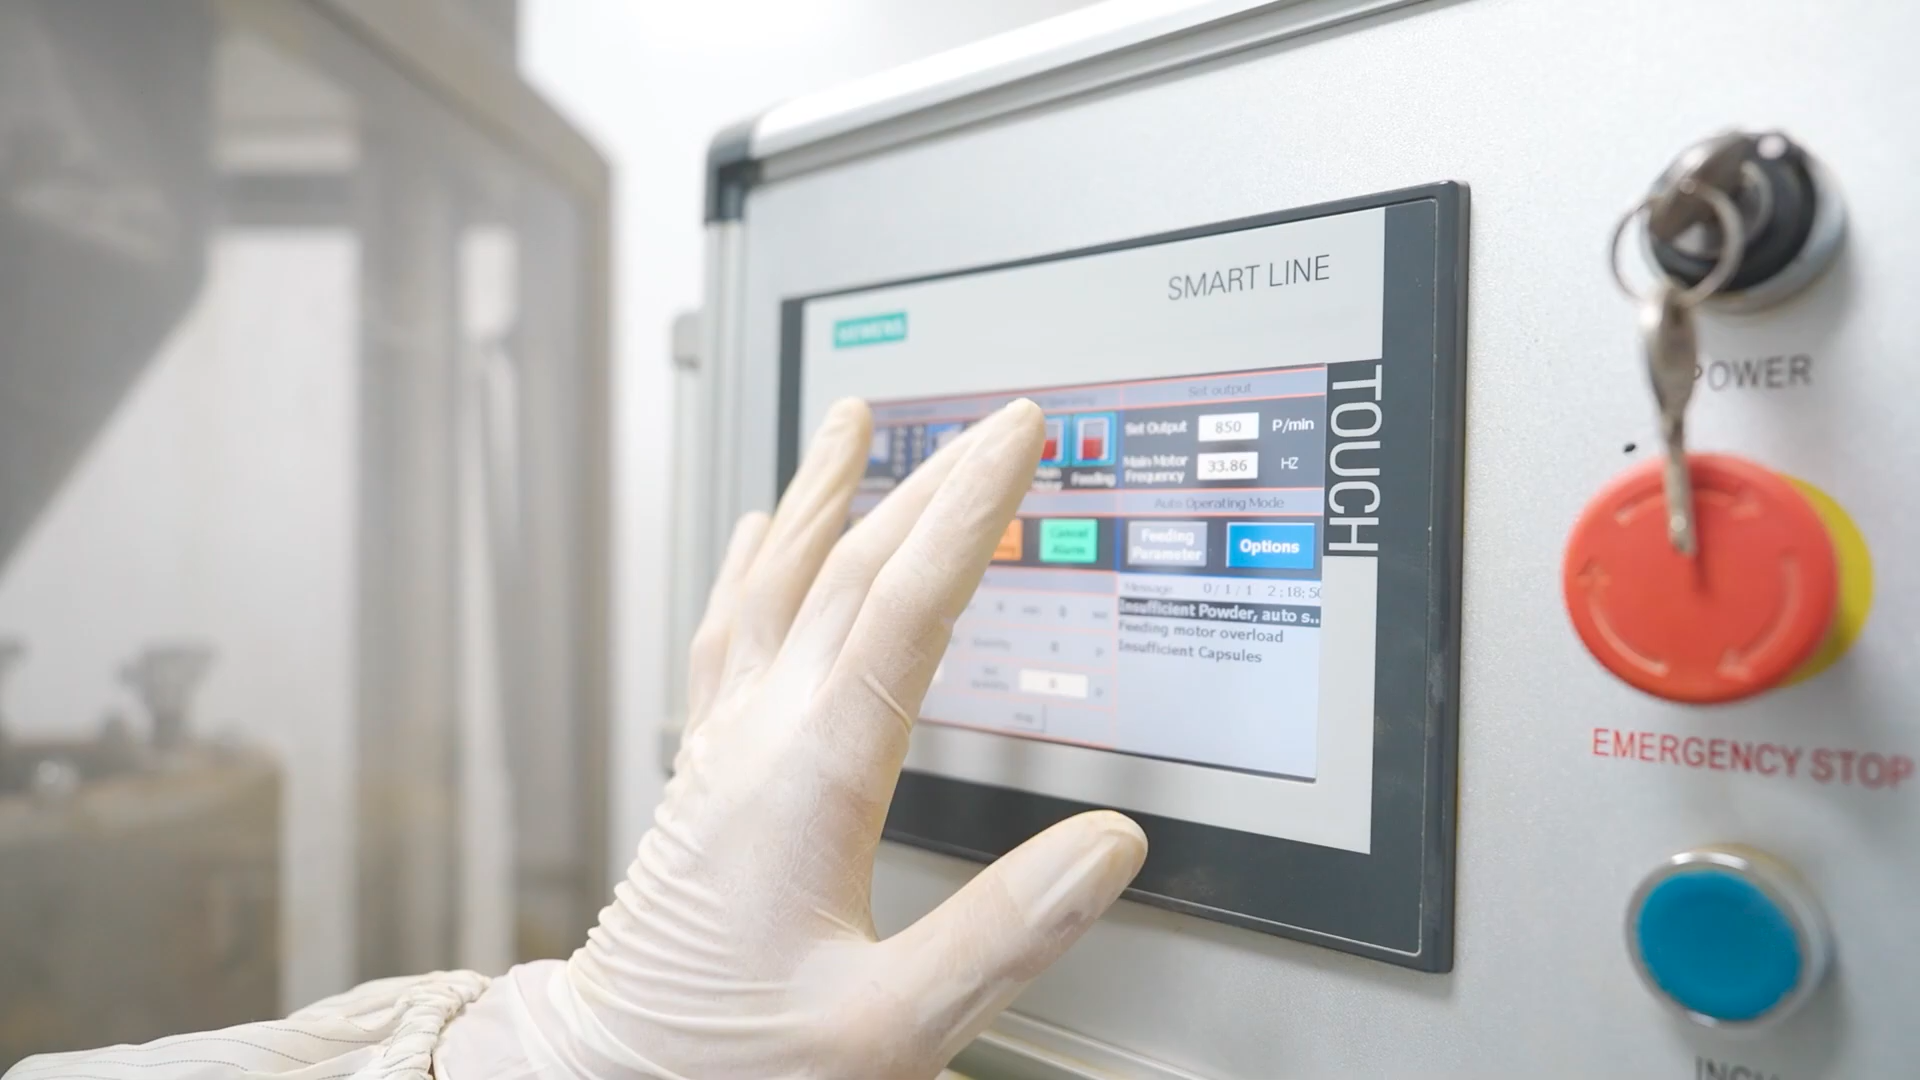 SMART LINE
SIEMENS
TOUCH
Set output
Set Output 850 P/min
Main Motor Frequency 33.86 HZ
Feeding
Auto Operating Mode
Cancel Alarm
Feeding Parameter
Options
Message 0/1/1 2:18:50
Insufficient Powder, auto s..
Feeding motor overload
Insufficient Capsules
POWER
EMERGENCY STOP